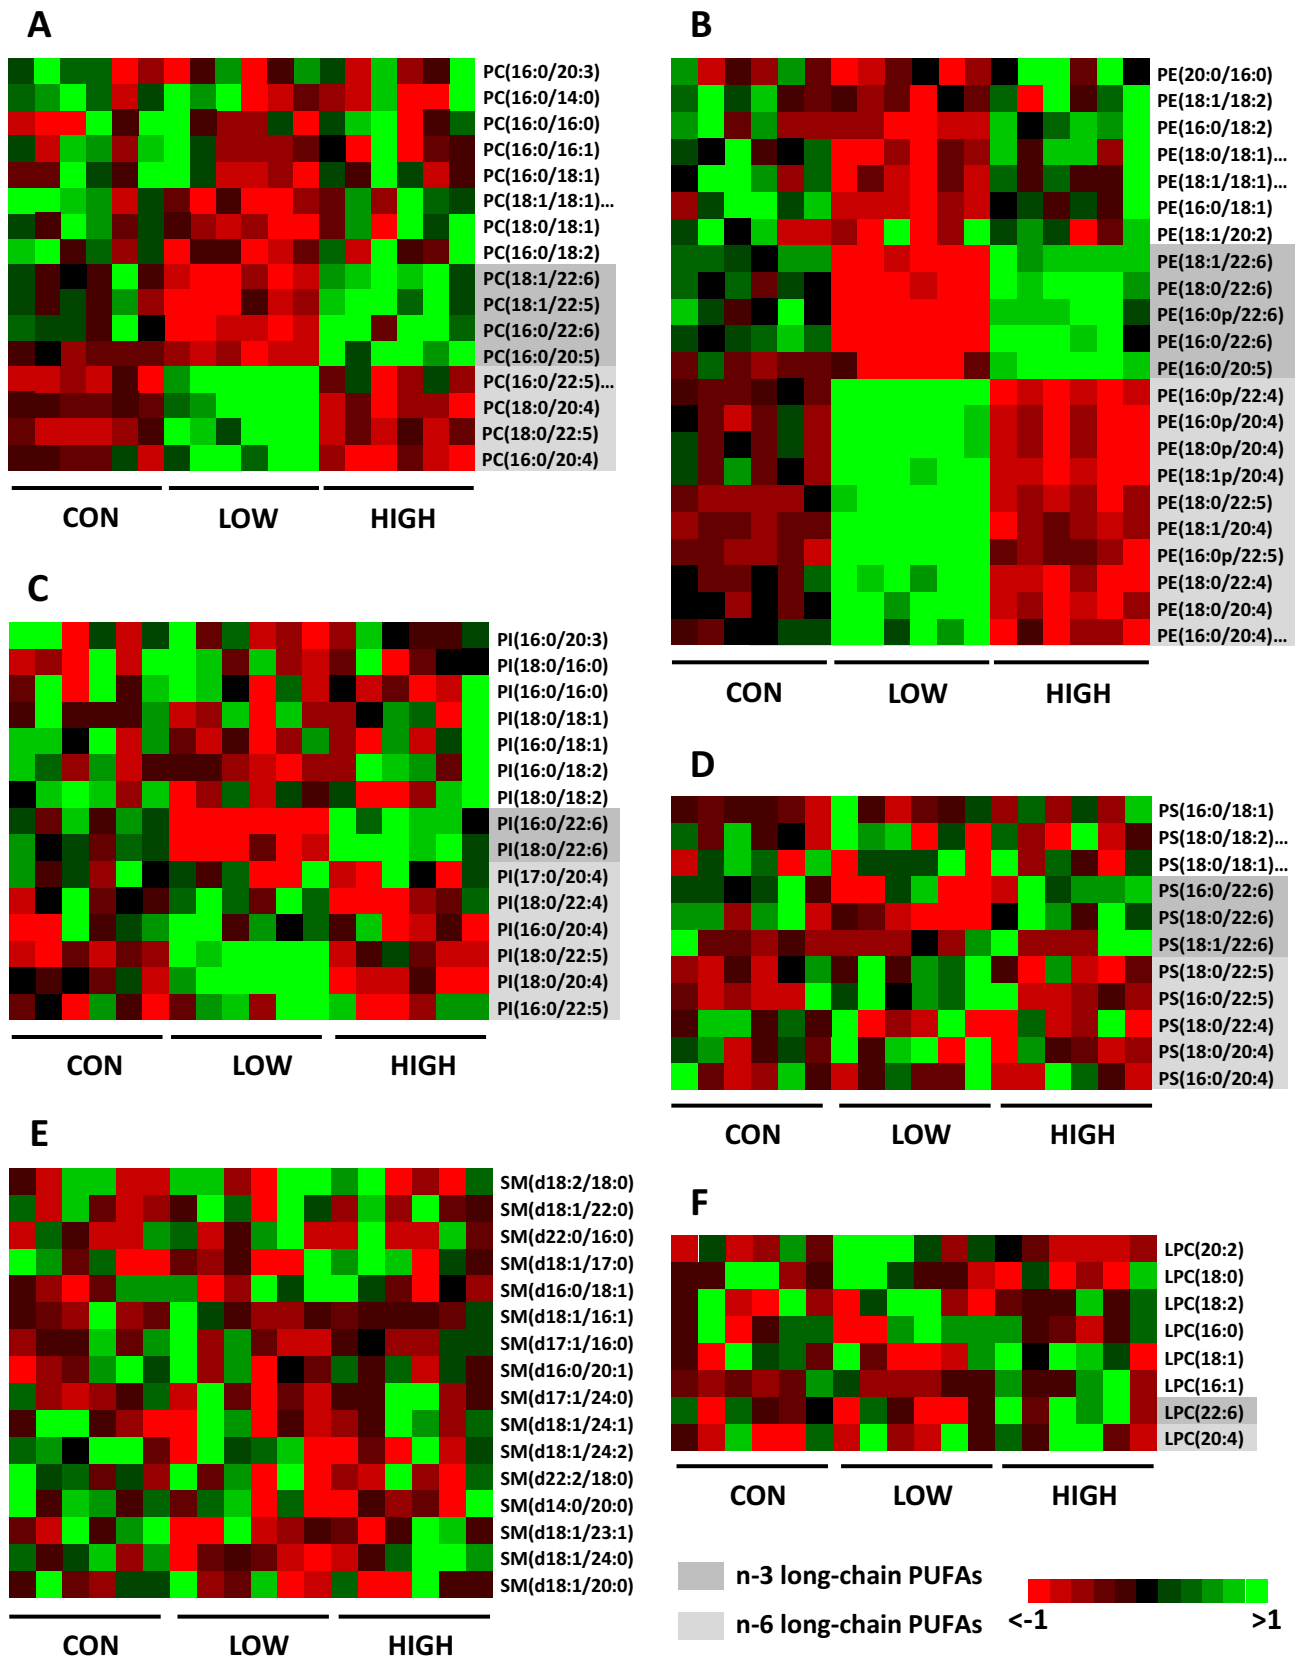 A
PC(16:0/20:3)
PC(16:0/14:0)
PC(16:0/16:0)
PC(16:0/16:1)
PC(16:0/18:1)
PC(18:1/18:1)...
PC(18:0/18:1)
PC(16:0/18:2)
PC(18:1/22:6)
PC(18:1/22:5)
PC(16:0/22:6)
PC(16:0/20:5)
PC(16:0/22:5)...
PC(18:0/20:4)
PC(18:0/22:5)
PC(16:0/20:4)
CON LOW HIGH
B
PE(20:0/16:0)
PE(18:1/18:2)
PE(16:0/18:2)
PE(18:0/18:1)...
PE(18:1/18:1)...
PE(16:0/18:1)
PE(18:1/20:2)
PE(18:1/22:6)
PE(18:0/22:6)
PE(16:0p/22:6)
PE(16:0/22:6)
PE(16:0/20:5)
PE(16:0p/22:4)
PE(16:0p/20:4)
PE(18:0p/20:4)
PE(18:1p/20:4)
PE(18:0/22:5)
PE(18:1/20:4)
PE(16:0p/22:5)
PE(18:0/22:4)
PE(18:0/20:4)
PE(16:0/20:4)...
CON LOW HIGH
C
PI(16:0/20:3)
PI(18:0/16:0)
PI(16:0/16:0)
PI(18:0/18:1)
PI(16:0/18:1)
PI(16:0/18:2)
PI(18:0/18:2)
PI(16:0/22:6)
PI(18:0/22:6)
PI(17:0/20:4)
PI(18:0/22:4)
PI(16:0/20:4)
PI(18:0/22:5)
PI(18:0/20:4)
PI(16:0/22:5)
CON LOW HIGH
D
PS(16:0/18:1)
PS(18:0/18:2)...
PS(18:0/18:1)...
PS(16:0/22:6)
PS(18:0/22:6)
PS(18:1/22:6)
PS(18:0/22:5)
PS(16:0/22:5)
PS(18:0/22:4)
PS(18:0/20:4)
PS(16:0/20:4)
CON LOW HIGH
E
SM(d18:2/18:0)
SM(d18:1/22:0)
SM(d22:0/16:0)
SM(d18:1/17:0)
SM(d16:0/18:1)
SM(d18:1/16:1)
SM(d17:1/16:0)
SM(d16:0/20:1)
SM(d17:1/24:0)
SM(d18:1/24:1)
SM(d18:1/24:2)
SM(d22:2/18:0)
SM(d14:0/20:0)
SM(d18:1/23:1)
SM(d18:1/24:0)
SM(d18:1/20:0)
CON LOW HIGH
F
LPC(20:2)
LPC(18:0)
LPC(18:2)
LPC(16:0)
LPC(18:1)
LPC(16:1)
LPC(22:6)
LPC(20:4)
CON LOW HIGH
n-3 long-chain PUFAs
n-6 long-chain PUFAs
<-1 >1